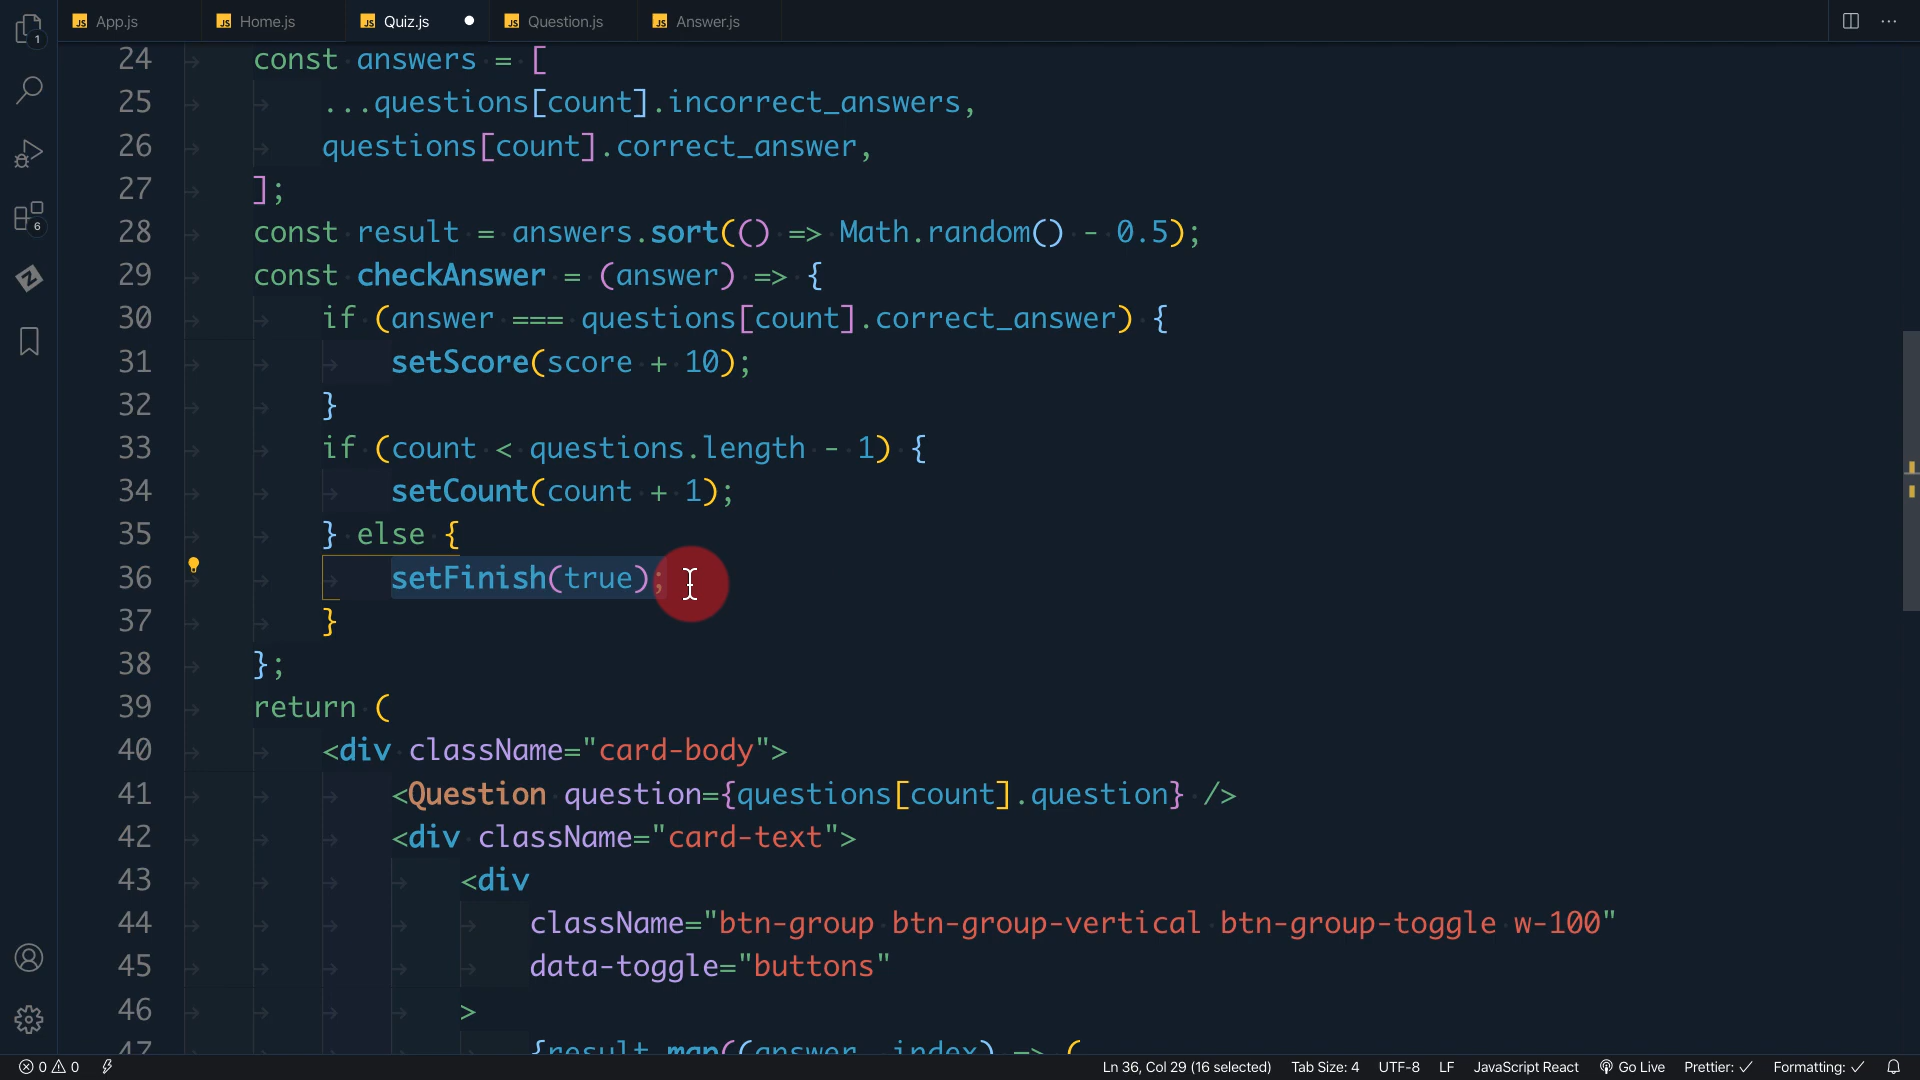 App.js
Home.js
Quiz.js
Question.js
Answer.js
1
6
24 const answers = [
25 ...questions[count].incorrect_answers,
26 questions[count].correct_answer,
27 ];
28 const result = answers.sort(() => Math.random() - 0.5);
29 const checkAnswer = (answer) => {
30 if (answer === questions[count].correct_answer) {
31 setScore(score + 10);
32 }
33 if (count < questions.length - 1) {
34 setCount(count + 1);
35 } else {
36 setFinish(true);
37 }
38 };
39 return (
40 <div className="card-body">
41 <Question question={questions[count].question} />
42 <div className="card-text">
43 <div
44 className="btn-group btn-group-vertical btn-group-toggle w-100"
45 data-toggle="buttons"
46 >
47 {result.map((answer, index) => (
0 0 Ln 36, Col 29 (16 selected) Tab Size: 4 UTF-8 LF JavaScript React Go Live Prettier: ✓ Formatting: ✓